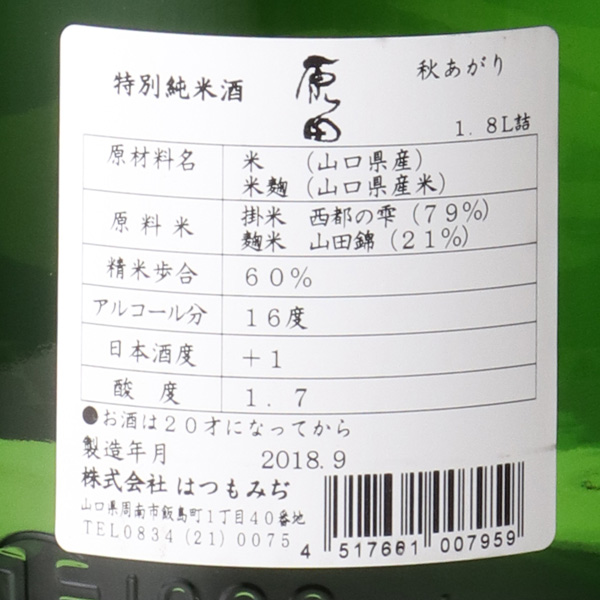 特別純米酒 原田 秋あがり
1.8L詰
原材料名 米 (山口県産)
米麹 (山口県産米)
原料米 掛米 西都の雫(79%)
麹米 山田錦(21%)
精米歩合 60%
アルコール分 16度
日本酒度 +1
酸度 1.7
●お酒は20才になってから
製造年月 2018.9
株式会社 はつもみぢ
山口県周南市飯島町1丁目40番地
TEL0834(21)0075
4 517661 007959